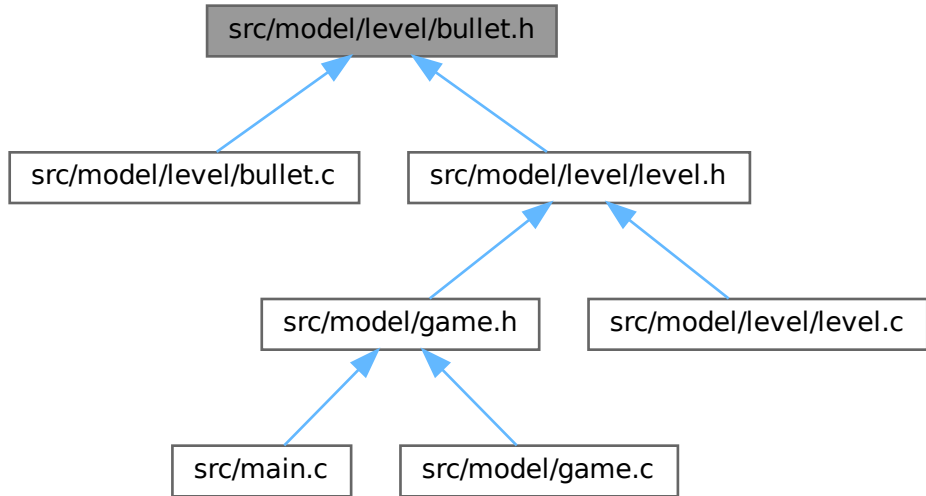 src/model/level/bullet.h
src/model/level/bullet.c
src/model/level/level.h
src/model/game.h
src/model/level/level.c
src/main.c
src/model/game.c